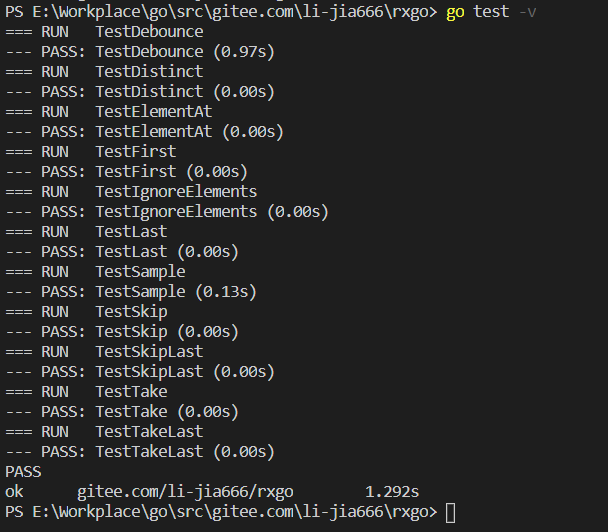 PS E:\Workplace\go\src\gitee.com\li-jia666\rxgo> go test -v
=== RUN   TestDebounce
--- PASS: TestDebounce (0.97s)
=== RUN   TestDistinct
--- PASS: TestDistinct (0.00s)
=== RUN   TestElementAt
--- PASS: TestElementAt (0.00s)
=== RUN   TestFirst
--- PASS: TestFirst (0.00s)
=== RUN   TestIgnoreElements
--- PASS: TestIgnoreElements (0.00s)
=== RUN   TestLast
--- PASS: TestLast (0.00s)
=== RUN   TestSample
--- PASS: TestSample (0.13s)
=== RUN   TestSkip
--- PASS: TestSkip (0.00s)
=== RUN   TestSkipLast
--- PASS: TestSkipLast (0.00s)
=== RUN   TestTake
--- PASS: TestTake (0.00s)
=== RUN   TestTakeLast
--- PASS: TestTakeLast (0.00s)
PASS
ok      gitee.com/li-jia666/rxgo        1.292s
PS E:\Workplace\go\src\gitee.com\li-jia666\rxgo>